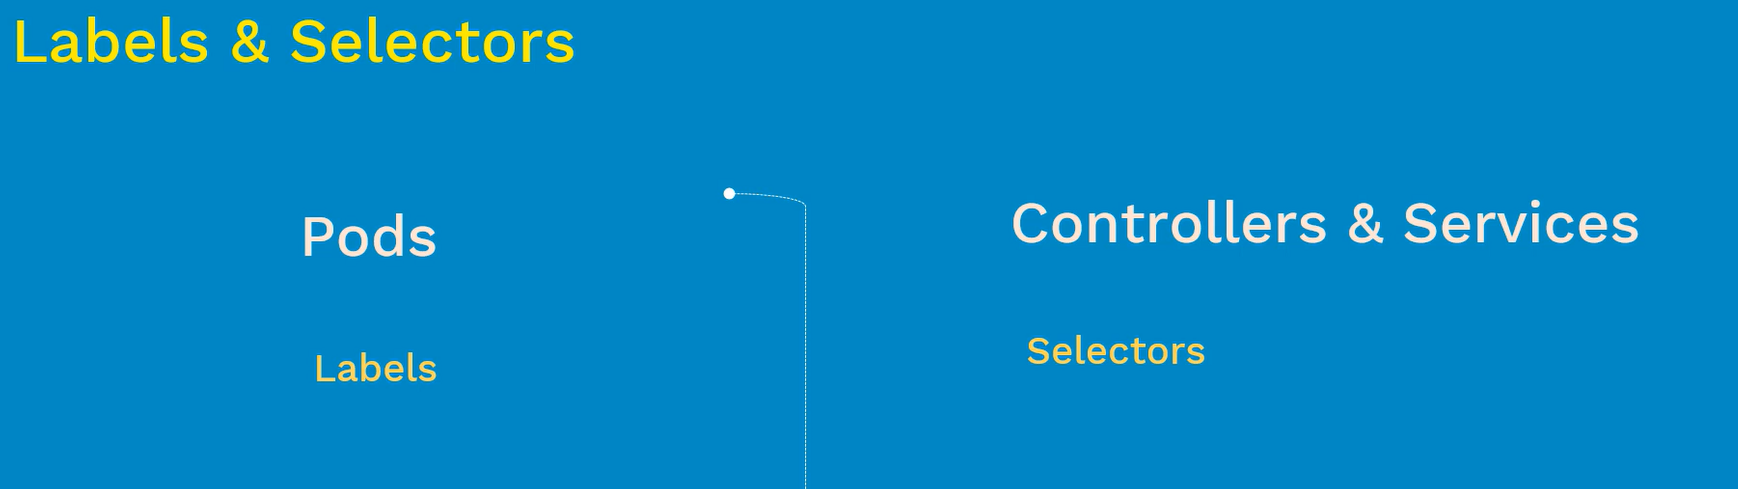 Labels & Selectors
Pods
Controllers & Services
Labels
Selectors